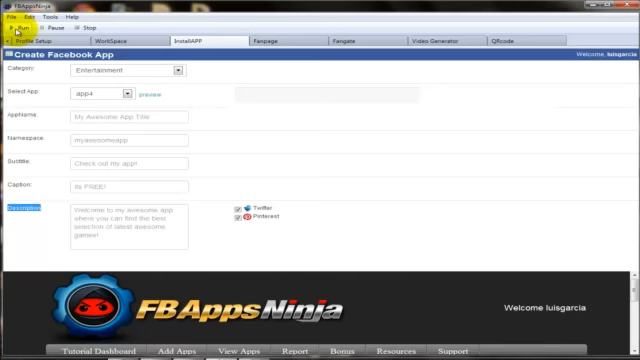 FBAppsNinja
File Edit Tools Help
Run Pause Stop
Profile Setup WorkSpace InstallAPP Fanpage Fangate Video Generator QRcode
Create Facebook App Welcome, luisgarcia
Category: Entertainment
Select App: app4 preview
AppName: My Awesome App Title
Namespace: myawesomeapp
Subtitle: Check out my app!
Caption: its FREE!
Description Welcome to my awesome app
where you can find the best
selection of latest awesome
games!
Twitter
Pinterest
FBAppsNinja
Welcome luisgarcia
Tutorial Dashboard Add Apps View Apps Report Bonus Resources Support